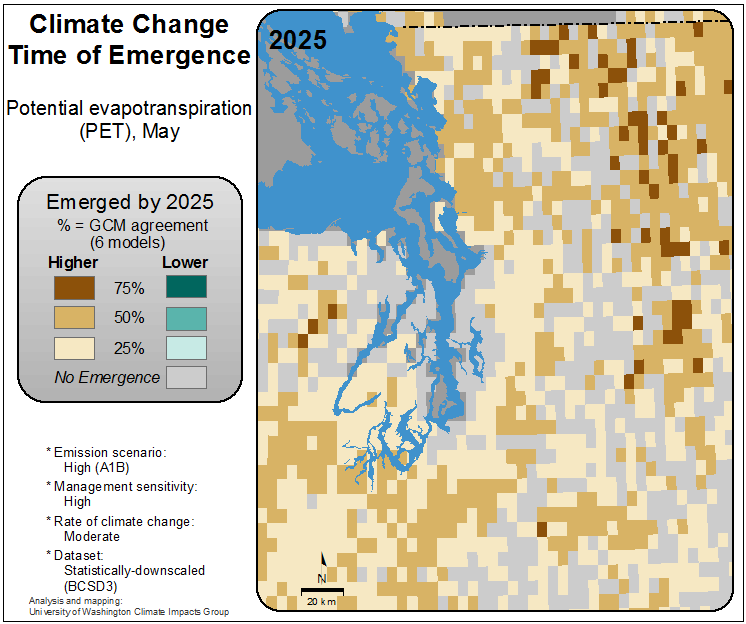 Climate Change
Time of Emergence
Potential evapotranspiration
(PET), May
Emerged by 2025
% = GCM agreement
(6 models)
Higher Lower
75%
50%
25%
No Emergence
* Emission scenario:
High (A1B)
* Management sensitivity:
High
* Rate of climate change:
Moderate
* Dataset:
Statistically-downscaled
(BCSD3)
Analysis and mapping:
University of Washington Climate Impacts Group
2025
N
20 km